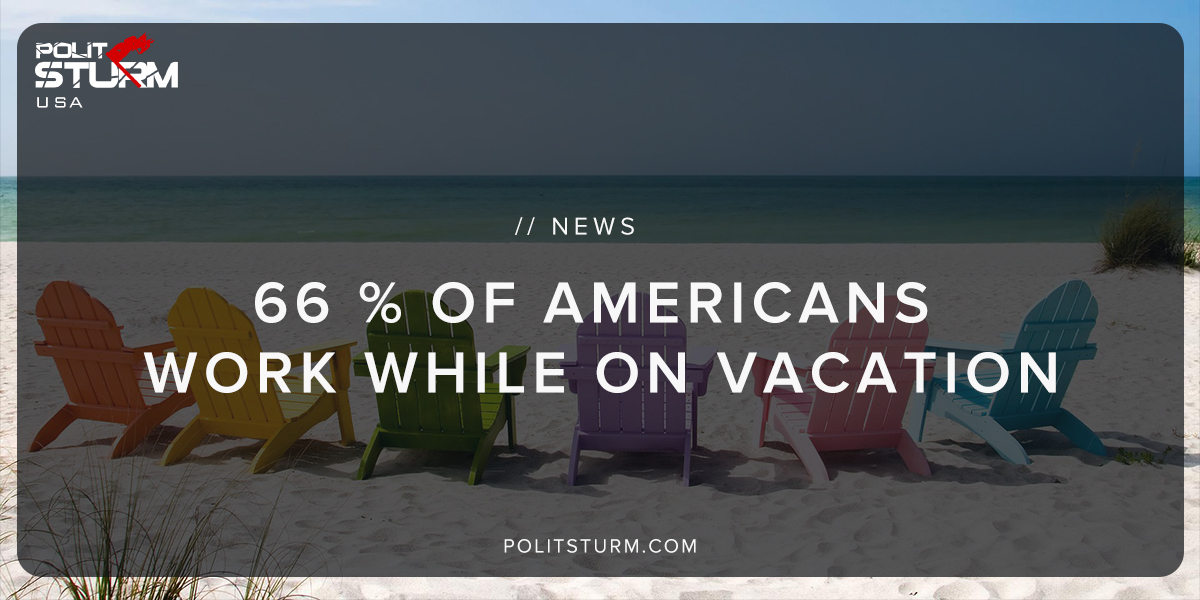 POLIT
STURM
USA
// NEWS
66 % OF AMERICANS
WORK WHILE ON VACATION
POLITSTURM.COM